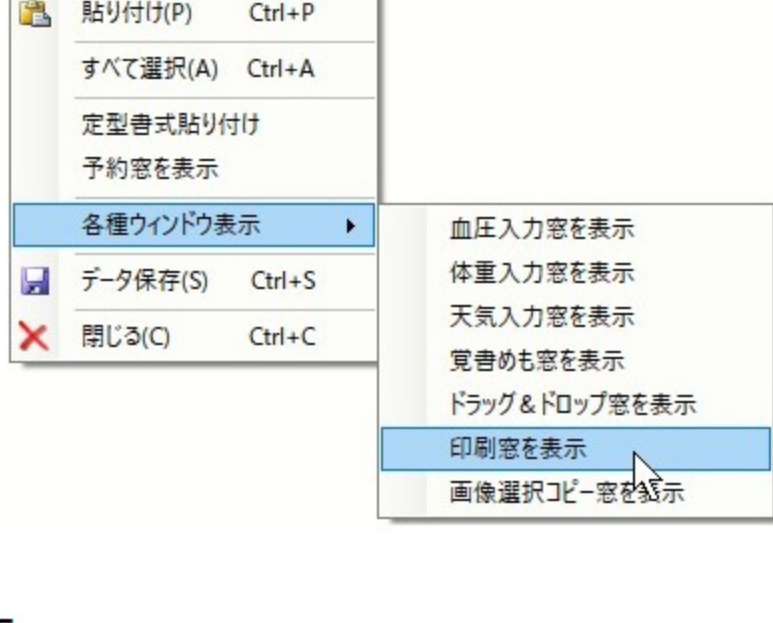 貼り付け(P) Ctrl+P
すべて選択(A) Ctrl+A
定型書式貼り付け
予約窓を表示
各種ウィンドウ表示
データ保存(S) Ctrl+S
閉じる(C) Ctrl+C
血圧入力窓を表示
体重入力窓を表示
天気入力窓を表示
覚書めも窓を表示
ドラッグ＆ドロップ窓を表示
印刷窓を表示
画像選択コピー窓を表示